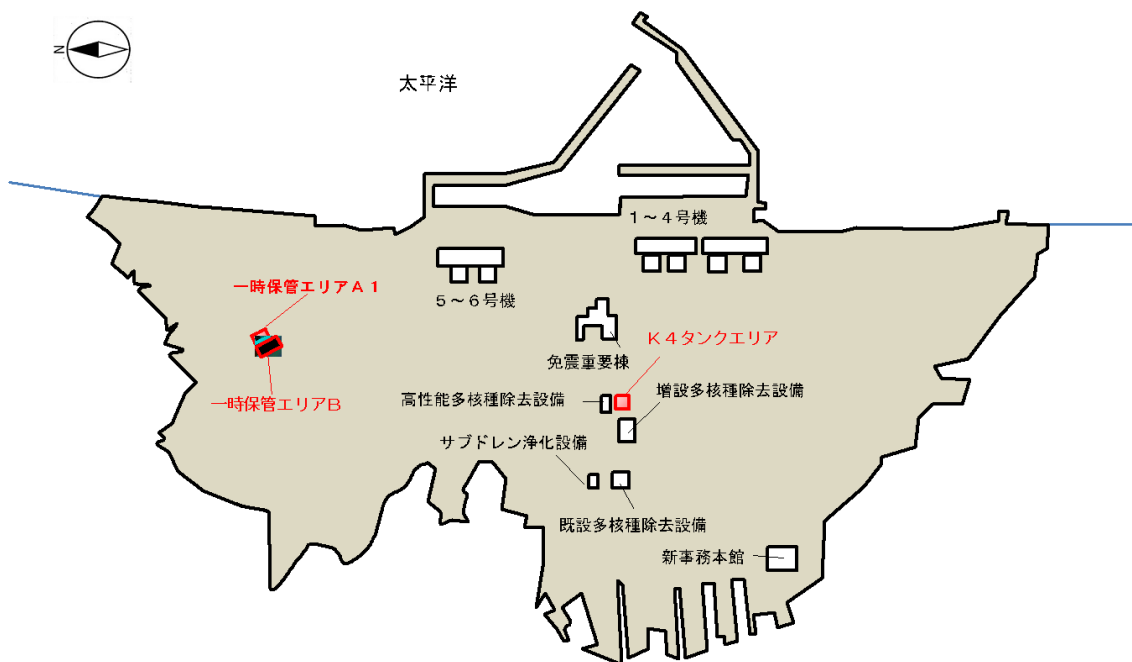 N
太平洋
1~4号機
5~6号機
一時保管エリアA1
一時保管エリアB
免震重要棟
K4タンクエリア
高性能多核種除去設備
増設多核種除去設備
サブドレン浄化設備
既設多核種除去設備
新事務本館